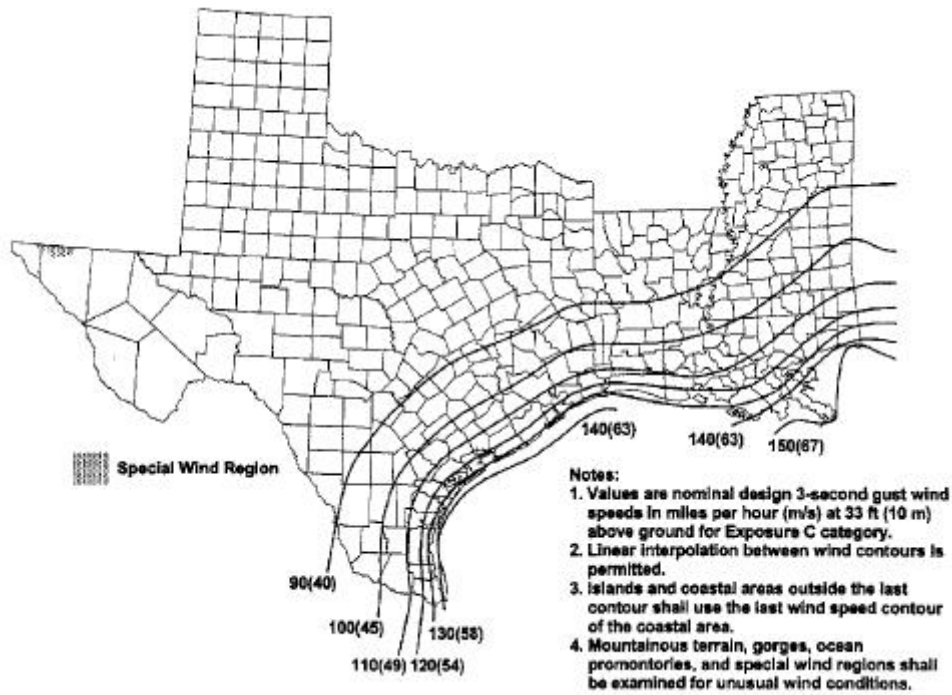 140(63)
140(63)
150(67)
Special Wind Region
90(40)
100(45)
130(58)
110(49)
120(54)
Notes:
1. Values are nominal design 3-second gust wind
speeds in miles per hour (m/s) at 33 ft (10 m)
above ground for Exposure C category.
2. Linear interpolation between wind contours is
permitted.
3. Islands and coastal areas outside the last
contour shall use the last wind speed contour
of the coastal area.
4. Mountainous terrain, gorges, ocean
promontories, and special wind regions shall
be examined for unusual wind conditions.